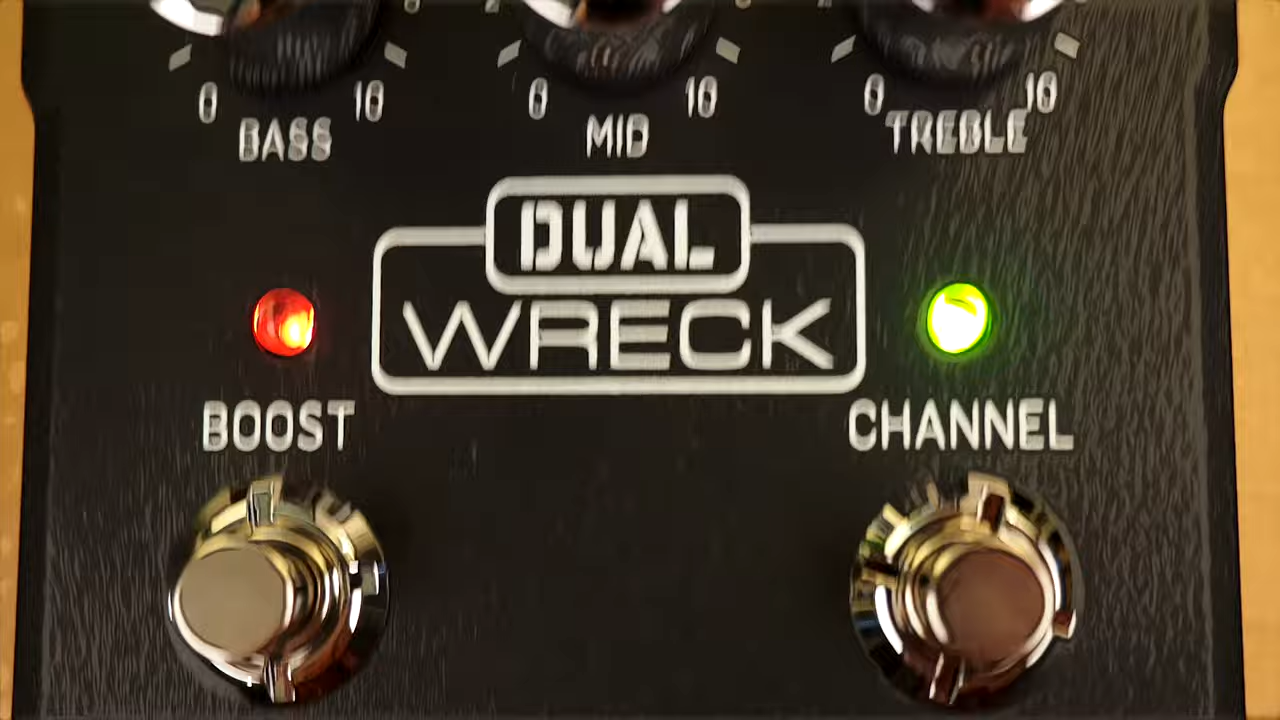 0 10 0 10 0 10
BASS MID TREBLE
DUAL
WRECK
BOOST CHANNEL